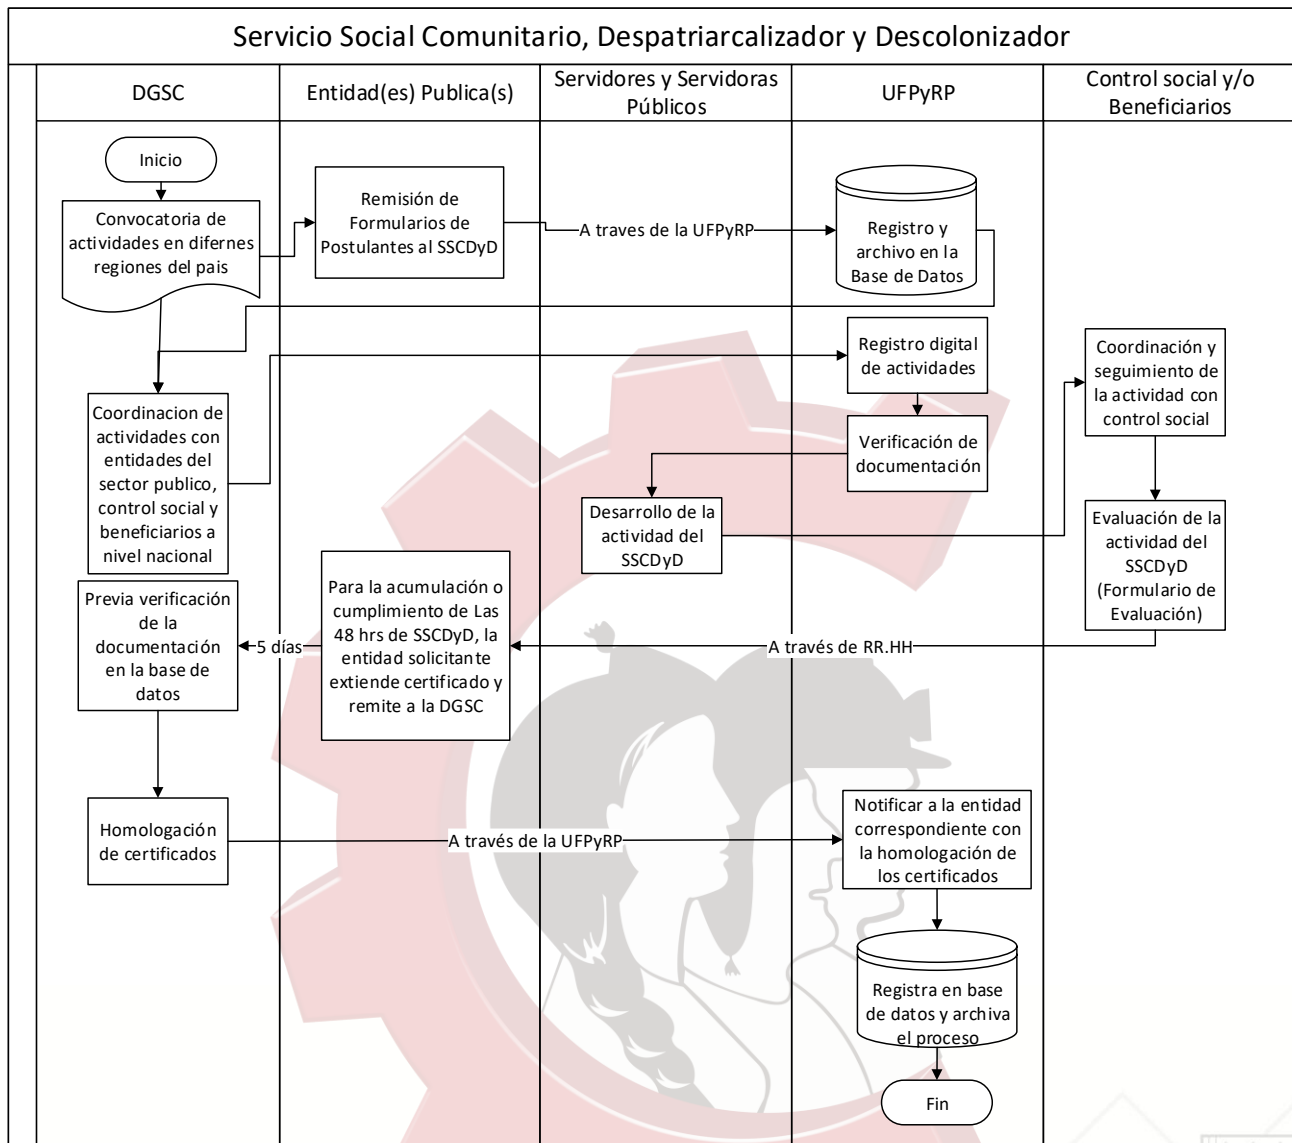 Servicio Social Comunitario, Despatriarcalizador y Descolonizador
DGSC
Entidad(es) Publica(s)
Servidores y Servidoras
Públicos
UFPyRP
Control social y/o
Beneficiarios
Inicio
Convocatoria de
actividades en difernes
regiones del pais
Remisión de
Formularios de
Postulantes al SSCDyD
A traves de la UFPyRP
Registro y
archivo en la
Base de Datos
Coordinacion de
actividades con
entidades del
sector publico,
control social y
beneficiarios a
nivel nacional
Registro digital
de actividades
Verificación de
documentación
Desarrollo de la
actividad del
SSCDyD
Coordinación y
seguimiento de
la actividad con
control social
Evaluación de la
actividad del
SSCDyD
(Formulario de
Evaluación)
A través de RR.HH
Para la acumulación o
cumplimiento de Las
48 hrs de SSCDyD, la
entidad solicitante
extiende certificado y
remite a la DGSC
5 días
Previa verificación
de la
documentación
en la base de
datos
Homologación
de certificados
A través de la UFPyRP
Notificar a la entidad
correspondiente con
la homologación de
los certificados
Registra en base
de datos y archiva
el proceso
Fin